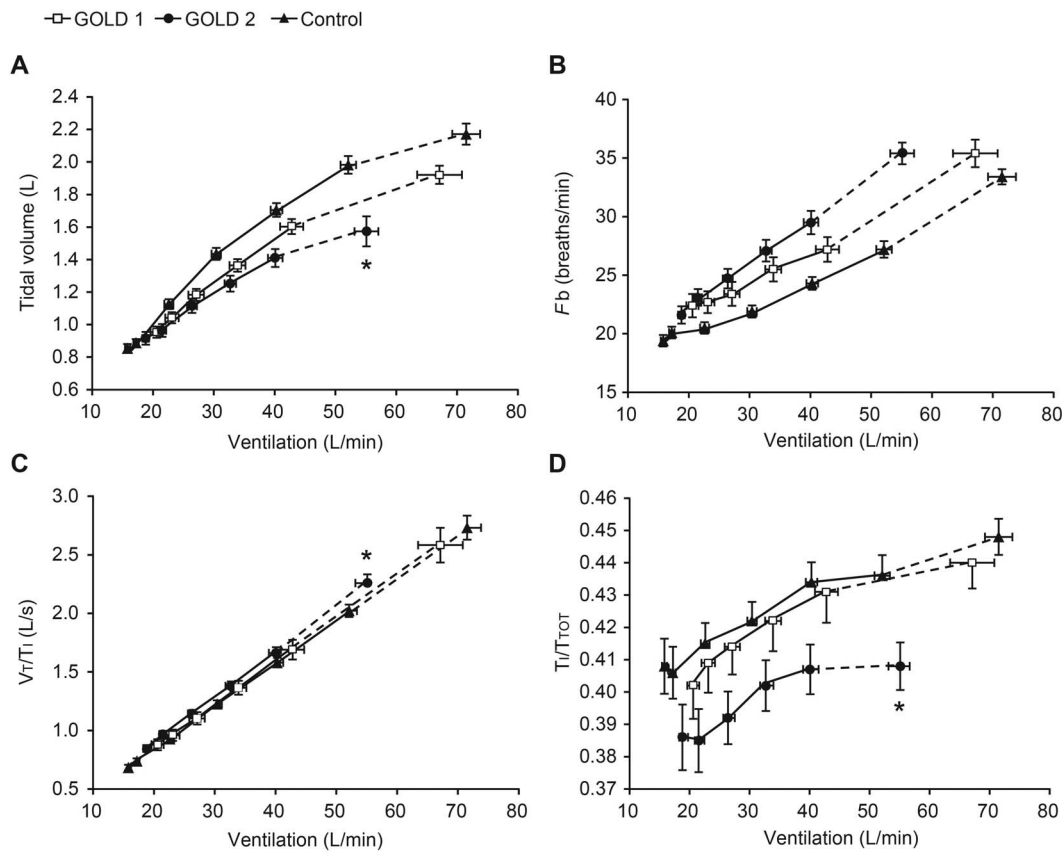 GOLD 1 GOLD 2 Control
A
Tidal volume (L)
2.4
2.2
2.0
1.8
1.6
1.4
1.2
1.0
0.8
0.6
*
10 20 30 40 50 60 70 80
Ventilation (L/min)
B
Fb (breaths/min)
40
35
30
25
20
15
10 20 30 40 50 60 70 80
Ventilation (L/min)
C
VT/TI (L/s)
3.0
2.5
2.0
1.5
1.0
0.5
*
10 20 30 40 50 60 70 80
Ventilation (L/min)
D
TI/TTOT
0.46
0.45
0.44
0.43
0.42
0.41
0.40
0.39
0.38
0.37
*
10 20 30 40 50 60 70 80
Ventilation (L/min)